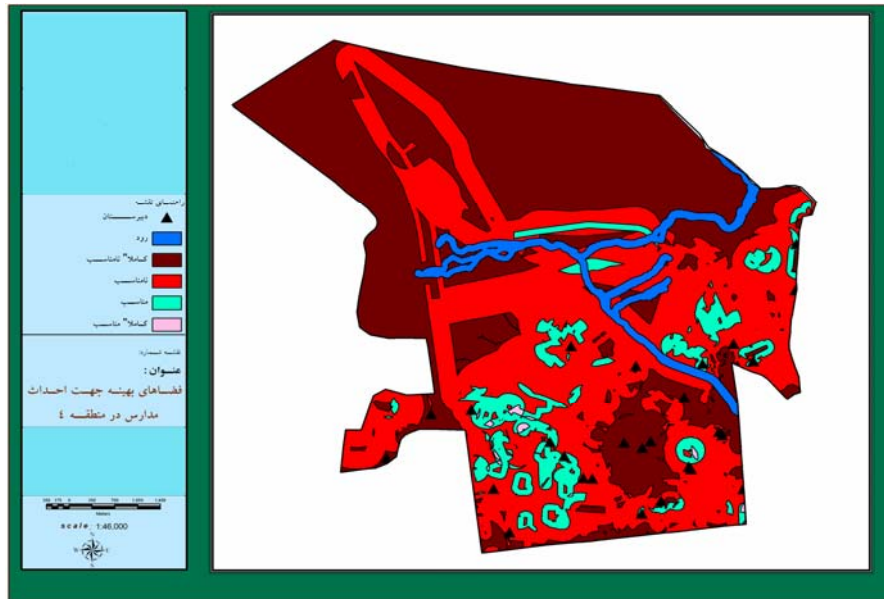 راهنمای نقشه
دبیرستان
رود
کاملا" نامناسب
نامناسب
مناسب
کاملا" مناسب
نقشه شماره
عنوان :
فضاهای بهینه جهت احداث
مدارس در منطقه ٤
Meters
scale: 1:46,000